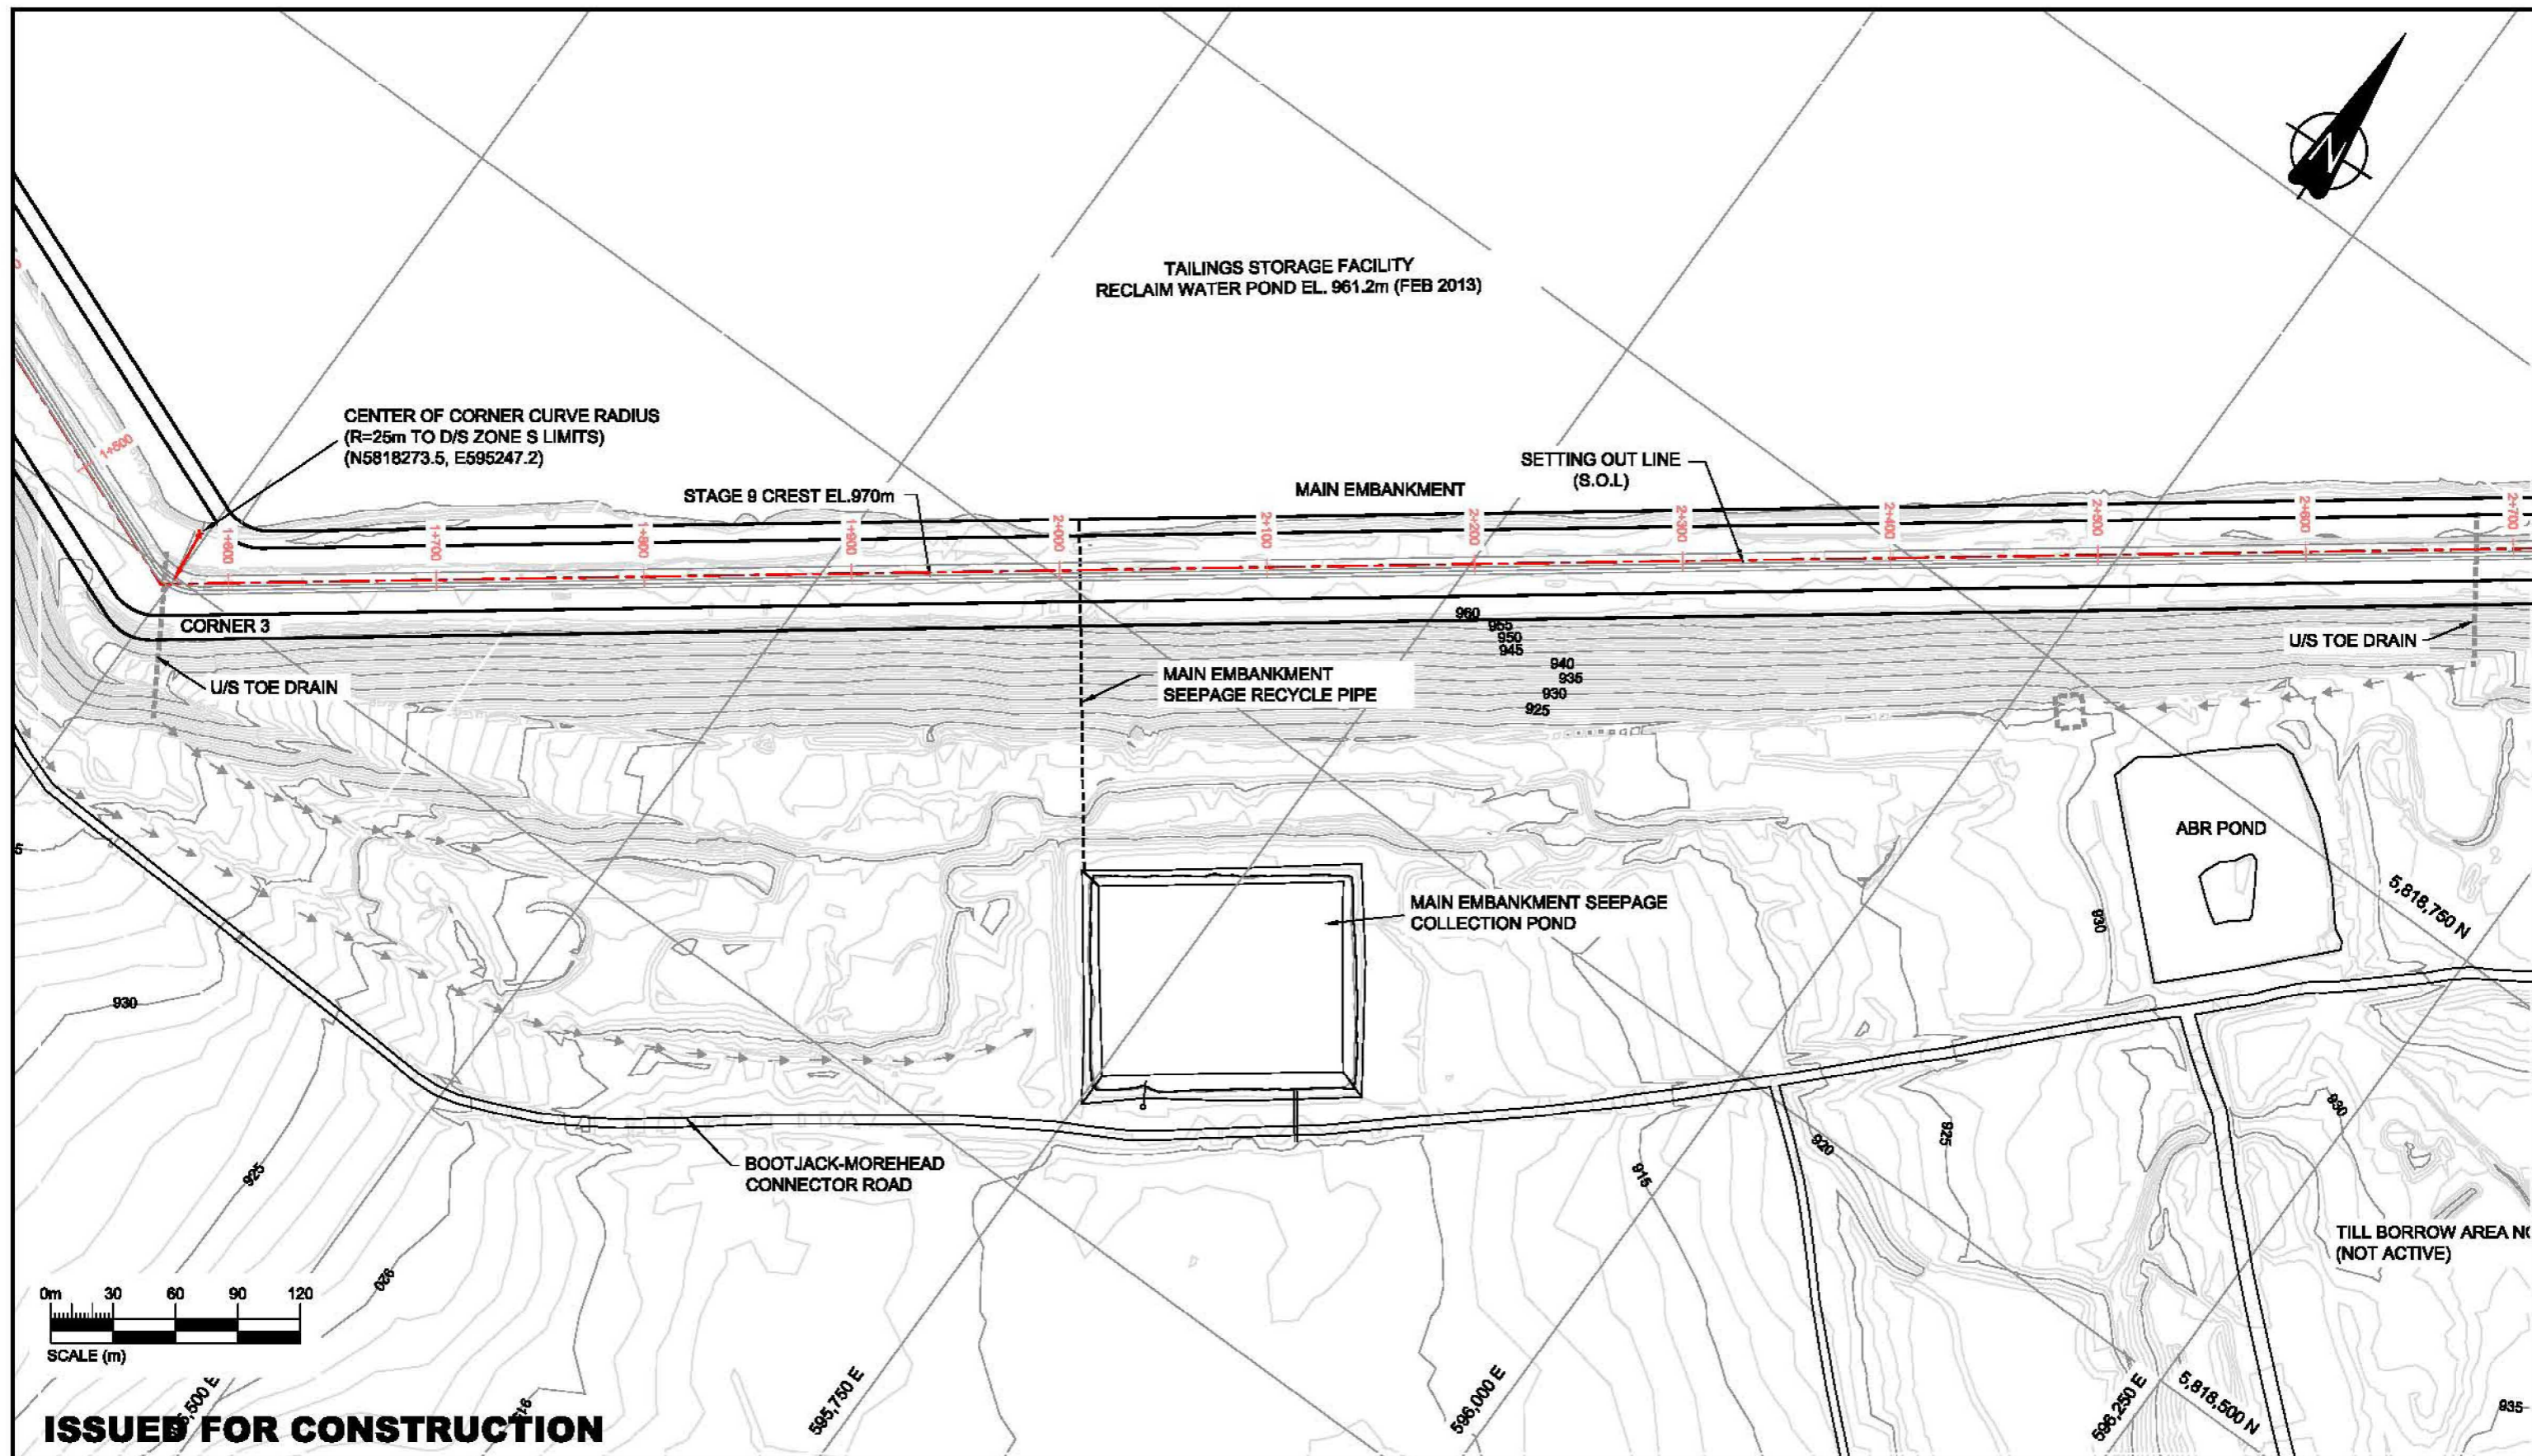 N
TAILINGS STORAGE FACILITY
RECLAIM WATER POND EL. 961.2m (FEB 2013)
CENTER OF CORNER CURVE RADIUS
(R=25m TO D/S ZONE S LIMITS)
(N5818273.5, E595247.2)
1+500
STAGE 9 CREST EL.970m
MAIN EMBANKMENT
SETTING OUT LINE
(S.O.L)
1+600
1+700
1+800
1+900
2+000
2+100
2+200
2+300
2+400
2+500
2+600
2+700
CORNER 3
U/S TOE DRAIN
960
955
950
945
940
935
930
925
MAIN EMBANKMENT
SEEPAGE RECYCLE PIPE
U/S TOE DRAIN
ABR POND
5,818,750 N
MAIN EMBANKMENT SEEPAGE
COLLECTION POND
930
5
930
925
920
915
BOOTJACK-MOREHEAD
CONNECTOR ROAD
915
920
925
930
TILL BORROW AREA
(NOT ACTIVE)
0m 30 60 90 120
SCALE (m)
,500 E
595,750 E
596,000 E
596,250 E
5,818,500 N
935
ISSUED FOR CONSTRUCTION